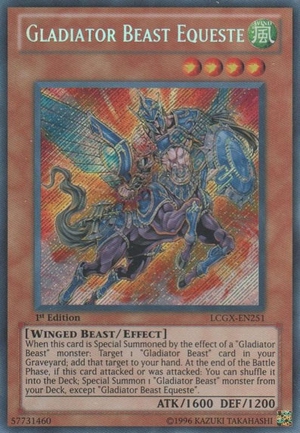 GLADIATOR BEAST EQUESTE
WIND
風
1st Edition
LCGX-EN251
[WINGED BEAST/EFFECT]
When this card is Special Summoned by the effect of a "Gladiator
Beast" monster: Target 1 "Gladiator Beast" card in your
Graveyard; add that target to your hand. At the end of the Battle
Phase, if this card attacked or was attacked: You can shuffle it
into the Deck; Special Summon 1 "Gladiator Beast" monster from
your Deck, except "Gladiator Beast Equeste".
ATK/1600 DEF/1200
57731460
©1996 KAZUKI TAKAHASHI